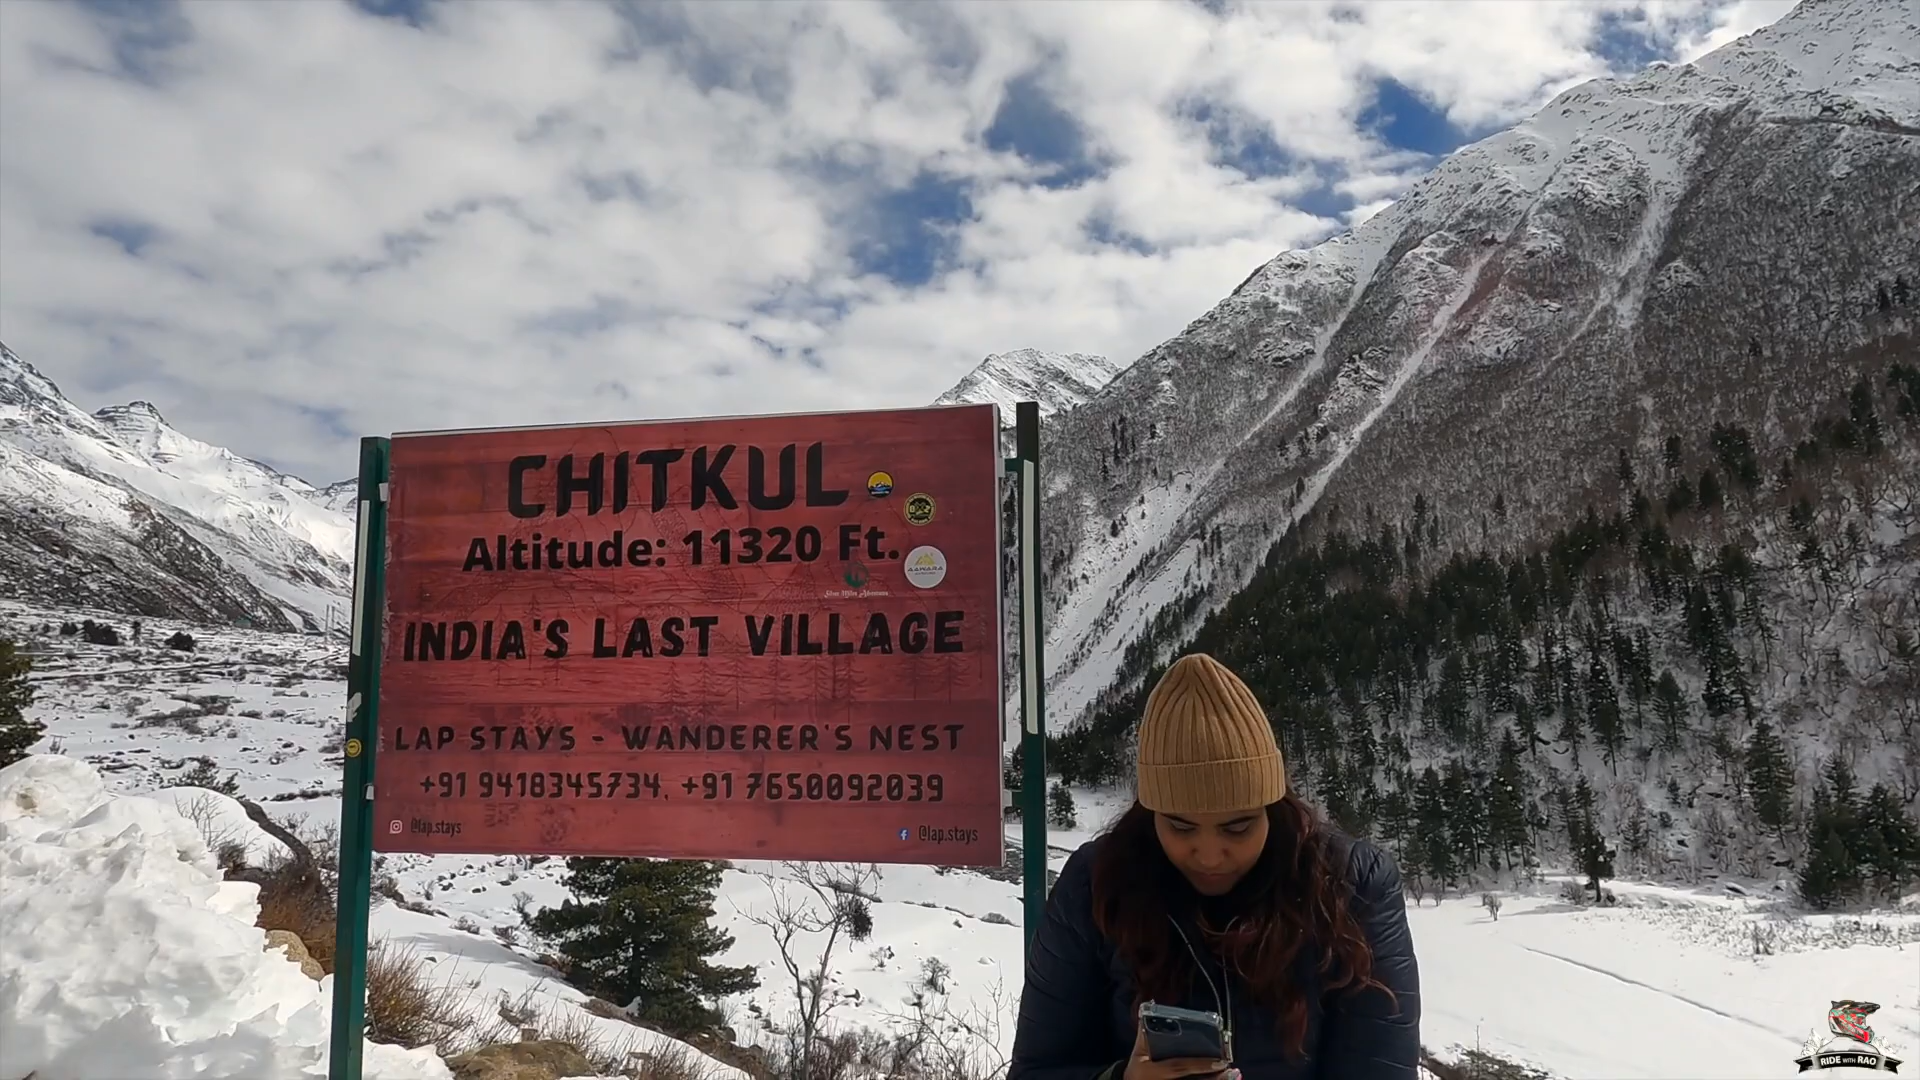 CHITKUL
Altitude: 11320 Ft.
AAWARA
INDIA'S LAST VILLAGE
LAP STAYS - WANDERER'S NEST
+91 9418345734, +91 7650092039
@lap.stays
@lap.stays
RIDE WITH RAO